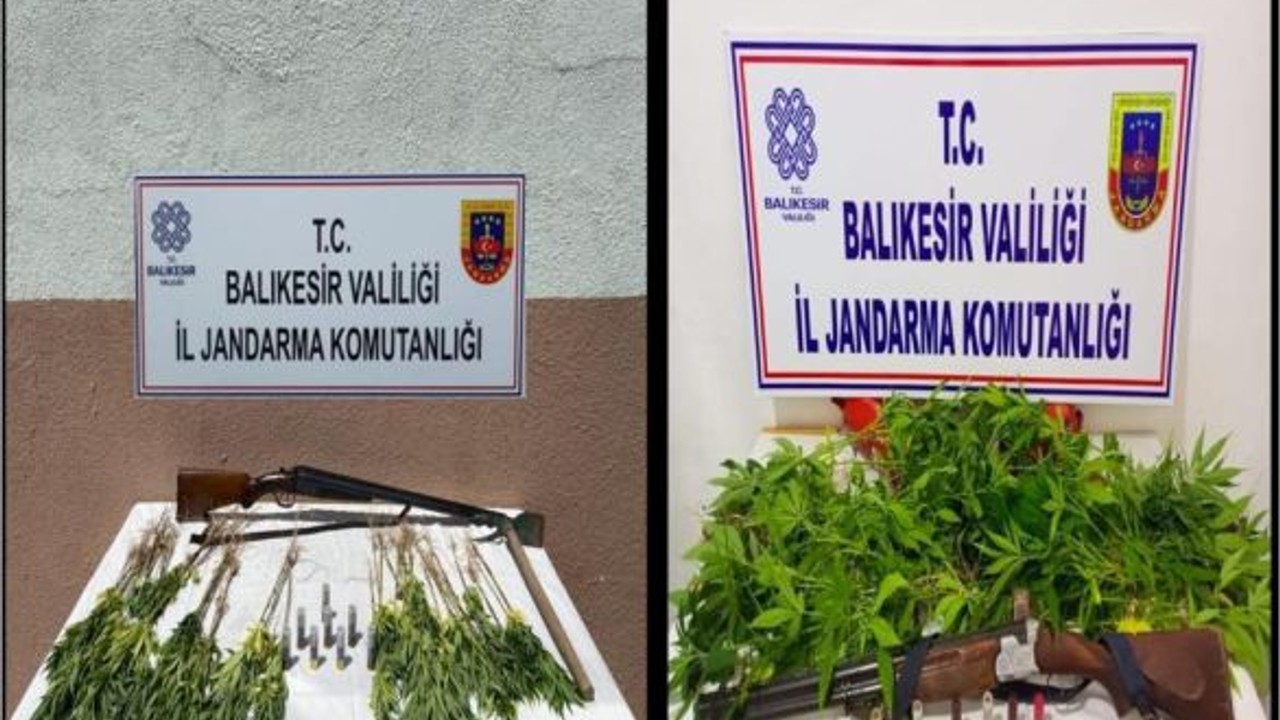 T.C.
BALIKESİR
VALİLİĞİ
T.C.
BALIKESİR VALİLİĞİ
İL JANDARMA KOMUTANLIĞI
T.C.
BALIKESİR
VALİLİĞİ
T.C.
BALIKESİR VALİLİĞİ
İL JANDARMA KOMUTANLIĞI
JANDARMA